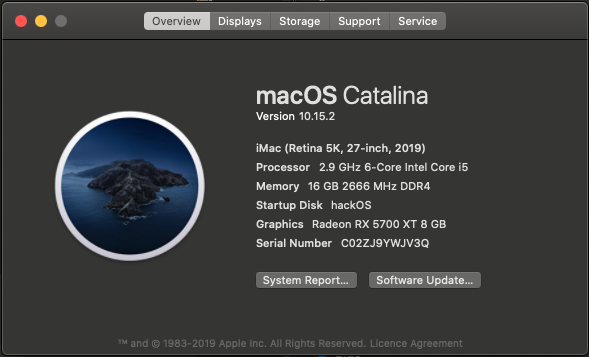 Overview Displays Storage Support Service
macOS Catalina
Version 10.15.2
iMac (Retina 5K, 27-inch, 2019)
Processor 2.9 GHz 6-Core Intel Core i5
Memory 16 GB 2666 MHz DDR4
Startup Disk hackOS
Graphics Radeon RX 5700 XT 8 GB
Serial Number C02ZJ9YWJV3Q
System Report... Software Update...
™ and © 1983-2019 Apple Inc. All Rights Reserved. Licence Agreement